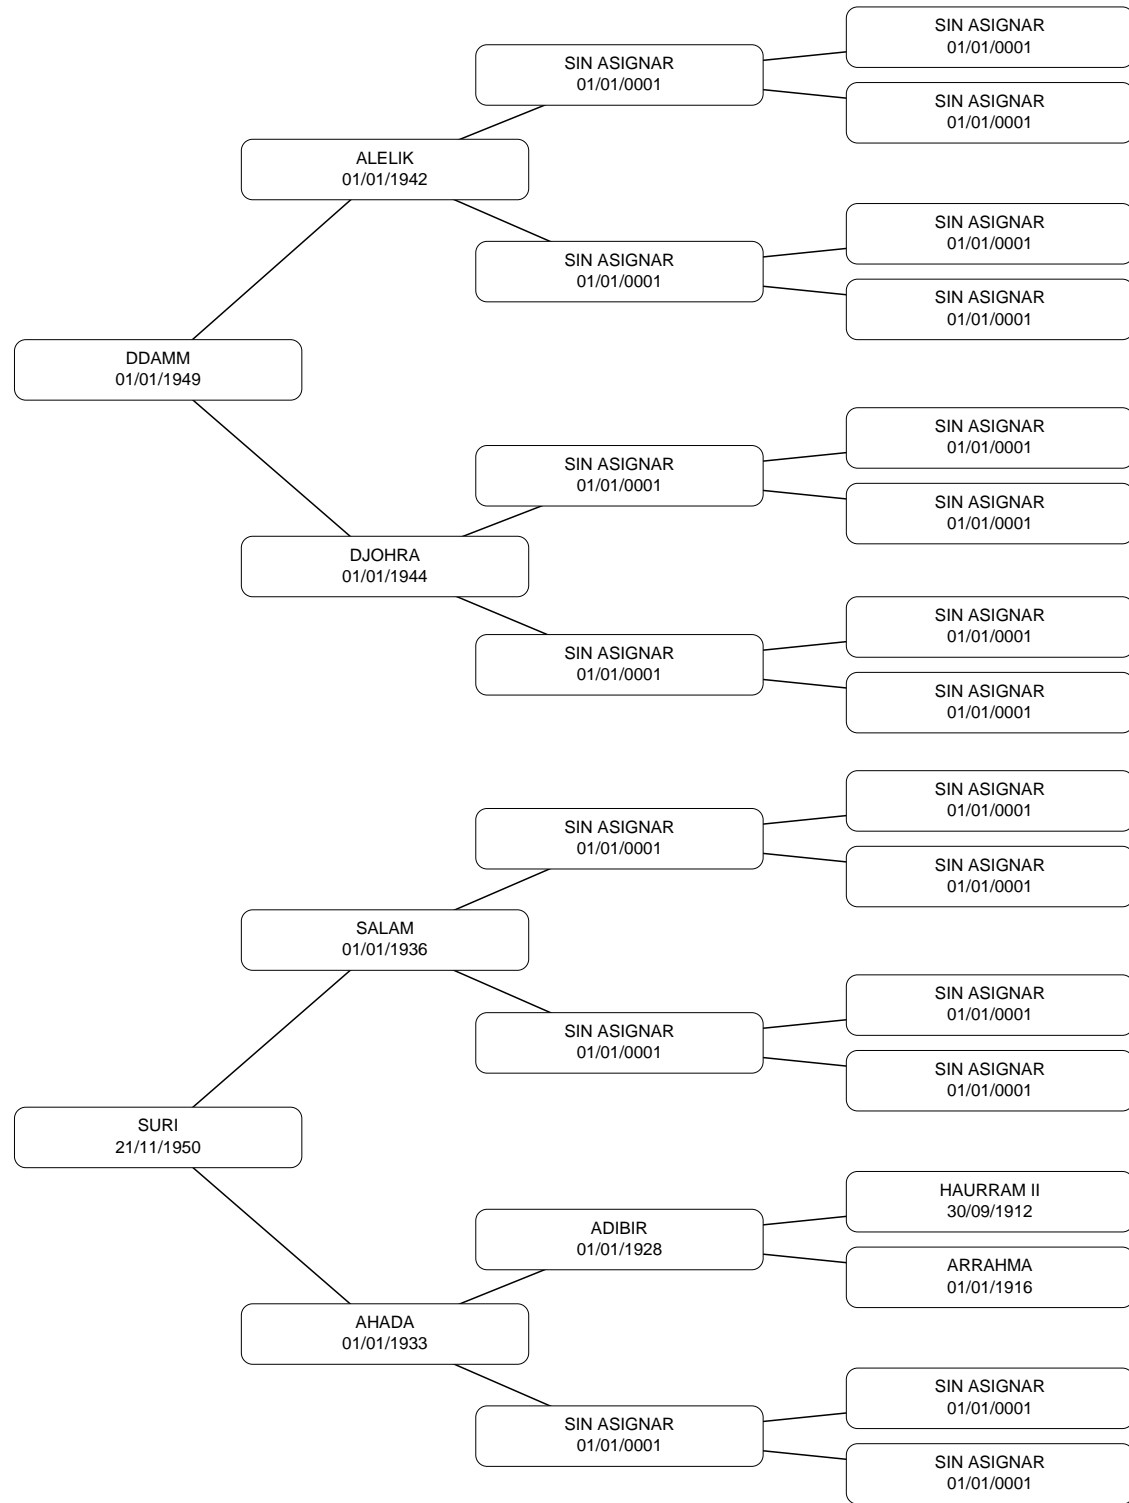 SIN ASIGNAR
01/01/0001
SIN ASIGNAR
01/01/0001
SIN ASIGNAR
01/01/0001
ALELIK
01/01/1942
SIN ASIGNAR
01/01/0001
SIN ASIGNAR
01/01/0001
SIN ASIGNAR
01/01/0001
DDAMM
01/01/1949
SIN ASIGNAR
01/01/0001
SIN ASIGNAR
01/01/0001
SIN ASIGNAR
01/01/0001
DJOHRA
01/01/1944
SIN ASIGNAR
01/01/0001
SIN ASIGNAR
01/01/0001
SIN ASIGNAR
01/01/0001
SIN ASIGNAR
01/01/0001
SIN ASIGNAR
01/01/0001
SIN ASIGNAR
01/01/0001
SALAM
01/01/1936
SIN ASIGNAR
01/01/0001
SIN ASIGNAR
01/01/0001
SIN ASIGNAR
01/01/0001
SURI
21/11/1950
HAURRAM II
30/09/1912
ADIBIR
01/01/1928
ARRAHMA
01/01/1916
AHADA
01/01/1933
SIN ASIGNAR
01/01/0001
SIN ASIGNAR
01/01/0001
SIN ASIGNAR
01/01/0001